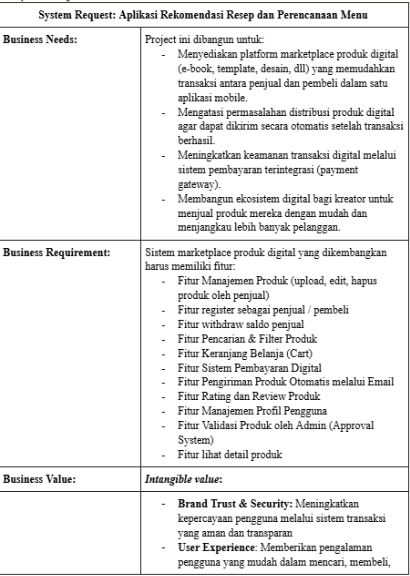 System Request: Aplikasi Rekomendasi Resep dan Perencanaan Menu
Business Needs:
Project ini dibangun untuk:
- Menyediakan platform marketplace produk digital
(e-book, template, desain, dll) yang memudahkan
transaksi antara penjual dan pembeli dalam satu
aplikasi mobile.
- Mengatasi permasalahan distribusi produk digital
agar dapat dikirim secara otomatis setelah transaksi
berhasil.
- Meningkatkan keamanan transaksi digital melalui
sistem pembayaran terintegrasi (payment
gateway).
- Membangun ekosistem digital bagi kreator untuk
menjual produk mereka dengan mudah dan
menjangkau lebih banyak pelanggan.
Business Requirement:
Sistem marketplace produk digital yang dikembangkan
harus memiliki fitur:
- Fitur Manajemen Produk (upload, edit, hapus
produk oleh penjual)
- Fitur register sebagai penjual / pembeli
- Fitur withdraw saldo penjual
- Fitur Pencarian & Filter Produk
- Fitur Keranjang Belanja (Cart)
- Fitur Sistem Pembayaran Digital
- Fitur Pengiriman Produk Otomatis melalui Email
- Fitur Rating dan Review Produk
- Fitur Manajemen Profil Pengguna
- Fitur Validasi Produk oleh Admin (Approval
System)
- Fitur lihat detail produk
Business Value:
Intangible value:
- Brand Trust & Security: Meningkatkan
kepercayaan pengguna melalui sistem transaksi
yang aman dan transparan
- User Experience: Memberikan pengalaman
pengguna yang mudah dalam mencari, membeli,